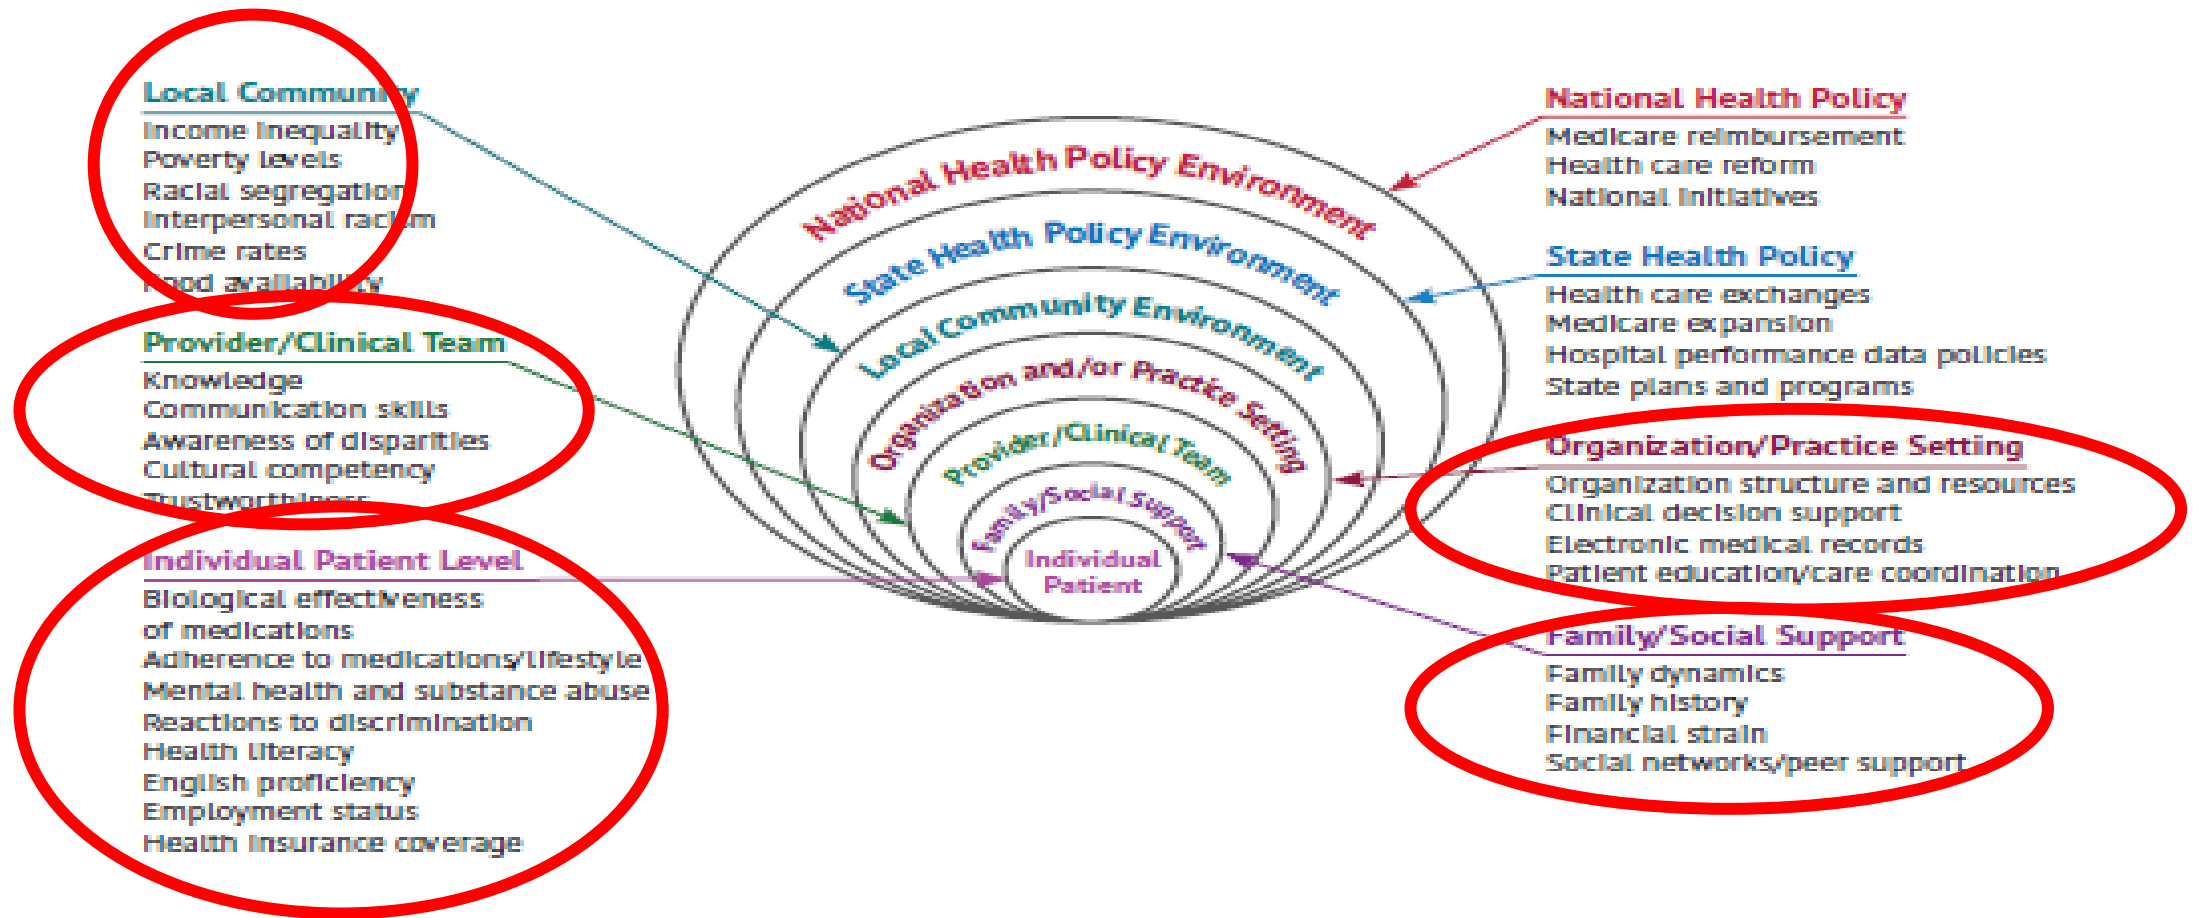 Local Community
Income inequality
Poverty levels
Racial segregation
Interpersonal racism
Crime rates
Food availability
Provider/Clinical Team
Knowledge
Communication skills
Awareness of disparities
Cultural competency
Trustworthiness
Individual Patient Level
Biological effectiveness
of medications
Adherence to medications/lifestyle
Mental health and substance abuse
Reactions to discrimination
Health literacy
English proficiency
Employment status
Health insurance coverage
National Health Policy Environment
State Health Policy Environment
Local Community Environment
Organization and/or Practice Setting
Provider/Clinical Team
Family/Social Support
Individual
Patient
National Health Policy
Medicare reimbursement
Health care reform
National initiatives
State Health Policy
Health care exchanges
Medicare expansion
Hospital performance data policies
State plans and programs
Organization/Practice Setting
Organization structure and resources
Clinical decision support
Electronic medical records
Patient education/care coordination
Family/Social Support
Family dynamics
Family history
Financial strain
Social networks/peer support